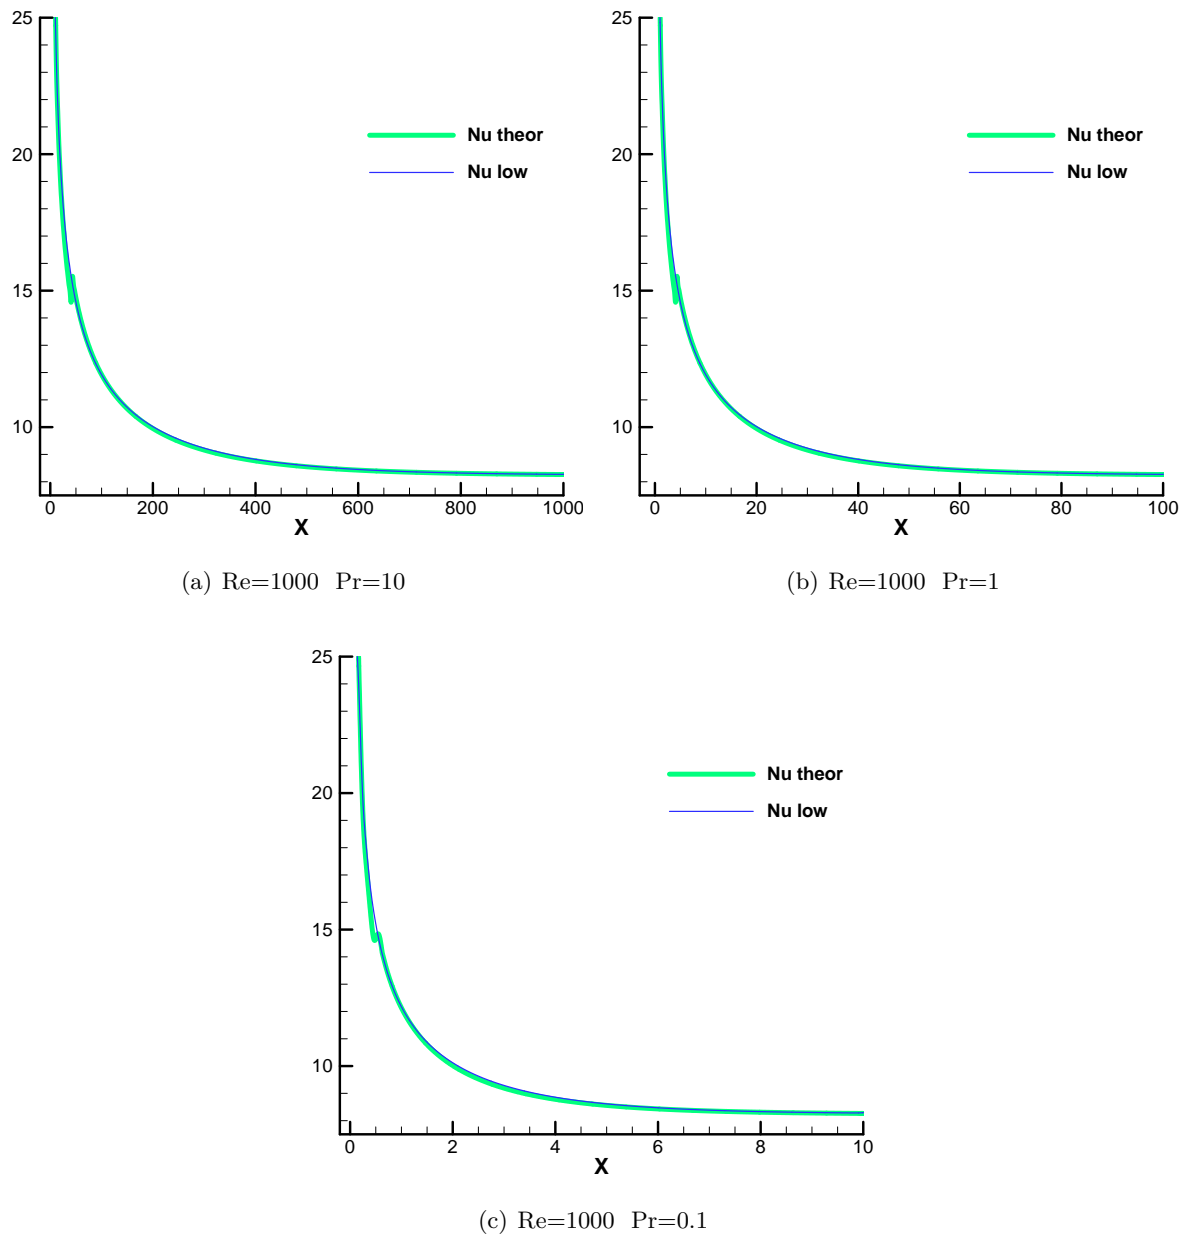 25
20
15
10
Nu theor
Nu low
0 200 400 600 800 1000
X
(a) Re=1000 Pr=10
25
20
15
10
Nu theor
Nu low
0 20 40 60 80 100
X
(b) Re=1000 Pr=1
25
20
15
10
Nu theor
Nu low
0 2 4 6 8 10
X
(c) Re=1000 Pr=0.1